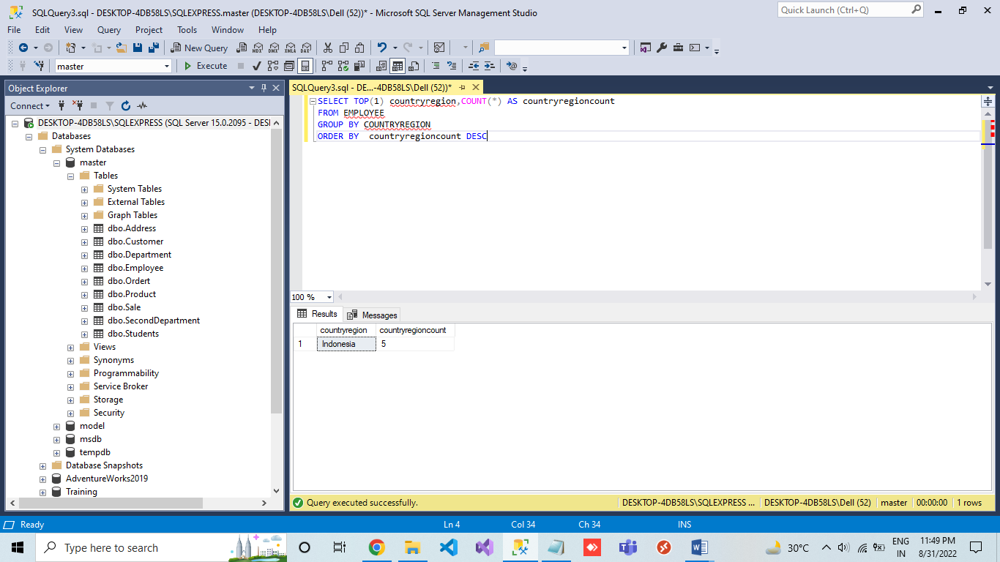 SQLQuery3.sql - DESKTOP-4DB58LS\SQLEXPRESS.master (DESKTOP-4DB58LS\Dell (52))* - Microsoft SQL Server Management Studio
Quick Launch (Ctrl+Q)
File Edit View Query Project Tools Window Help
New Query
MDX DMX XMLA DAX
master
Execute
Object Explorer
Connect
DESKTOP-4DB58LS\SQLEXPRESS (SQL Server 15.0.2095 - DESI
Databases
System Databases
master
Tables
System Tables
External Tables
Graph Tables
dbo.Address
dbo.Customer
dbo.Department
dbo.Employee
dbo.Ordert
dbo.Product
dbo.Sale
dbo.SecondDepartment
dbo.Students
Views
Synonyms
Programmability
Service Broker
Storage
Security
model
msdb
tempdb
Database Snapshots
AdventureWorks2019
Training
SQLQuery3.sql - DE...-4DB58LS\Dell (52))*
SELECT TOP(1) countryregion,COUNT(*) AS countryregioncount
FROM EMPLOYEE
GROUP BY COUNTRYREGION
ORDER BY  countryregioncount DESC
100 %
Results Messages
countryregion countryregioncount
1 Indonesia 5
Query executed successfully.
DESKTOP-4DB58LS\SQLEXPRESS ... DESKTOP-4DB58LS\Dell (52) master 00:00:00 1 rows
Ready Ln 4 Col 34 Ch 34 INS
Type here to search
30°C
ENG
IN
11:49 PM
8/31/2022